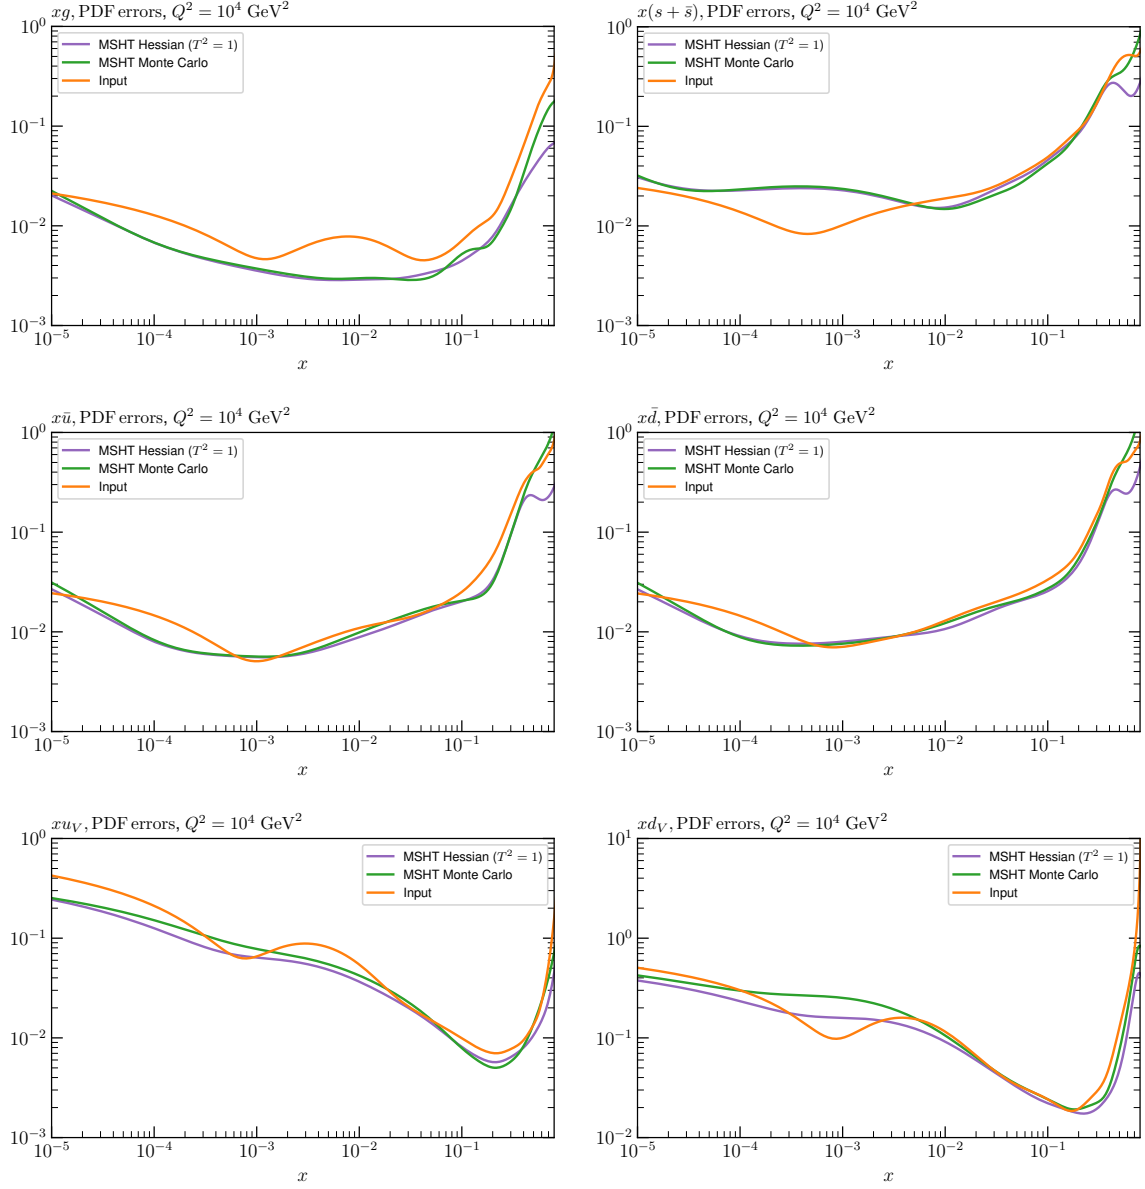 xg, PDF errors, Q² = 10⁴ GeV²
10⁰
10⁻¹
10⁻²
10⁻³
MSHT Hessian (T² = 1)
MSHT Monte Carlo
Input
10⁻⁵ 10⁻⁴ 10⁻³ 10⁻² 10⁻¹
x
x(s + s̄), PDF errors, Q² = 10⁴ GeV²
10⁰
10⁻¹
10⁻²
10⁻³
MSHT Hessian (T² = 1)
MSHT Monte Carlo
Input
10⁻⁵ 10⁻⁴ 10⁻³ 10⁻² 10⁻¹
x
xū, PDF errors, Q² = 10⁴ GeV²
10⁰
10⁻¹
10⁻²
10⁻³
MSHT Hessian (T² = 1)
MSHT Monte Carlo
Input
10⁻⁵ 10⁻⁴ 10⁻³ 10⁻² 10⁻¹
x
xd̄, PDF errors, Q² = 10⁴ GeV²
10⁰
10⁻¹
10⁻²
10⁻³
MSHT Hessian (T² = 1)
MSHT Monte Carlo
Input
10⁻⁵ 10⁻⁴ 10⁻³ 10⁻² 10⁻¹
x
xu_V, PDF errors, Q² = 10⁴ GeV²
10⁰
10⁻¹
10⁻²
10⁻³
MSHT Hessian (T² = 1)
MSHT Monte Carlo
Input
10⁻⁵ 10⁻⁴ 10⁻³ 10⁻² 10⁻¹
x
xd_V, PDF errors, Q² = 10⁴ GeV²
10¹
10⁰
10⁻¹
10⁻²
MSHT Hessian (T² = 1)
MSHT Monte Carlo
Input
10⁻⁵ 10⁻⁴ 10⁻³ 10⁻² 10⁻¹
x